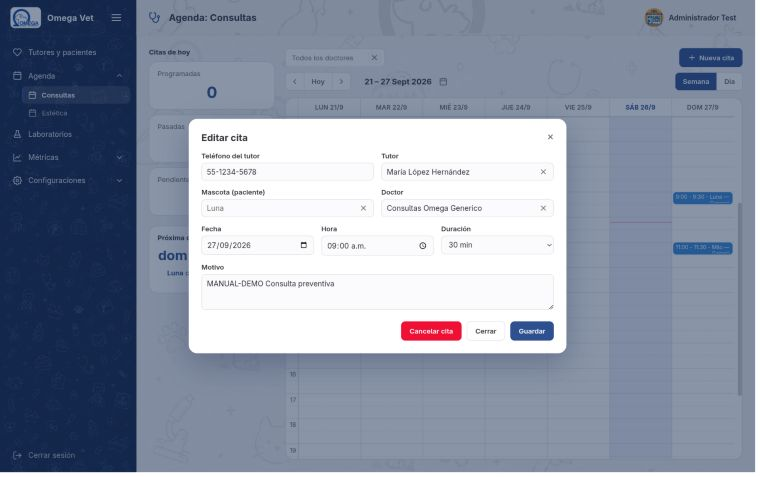 OMEGA
Omega Vet
Agenda: Consultas
Administrador Test
Tutores y pacientes
Agenda
Consultas
Estética
Laboratorios
Métricas
Configuraciones
Cerrar sesión
Citas de hoy
Programadas
0
Pasadas
Próxima
dom
Luna
Todos los doctores
+ Nueva cita
Hoy
21 – 27 Sept 2026
Semana
Día
LUN 21/9
MAR 22/9
MIÉ 23/9
JUE 24/9
VIE 25/9
SÁB 26/9
DOM 27/9
9:00 - 9:30 - Luna —
11:00 - 11:30 - Milo —
16
17
18
19
Editar cita
Teléfono del tutor
Tutor
55-1234-5678
María López Hernández
Mascota (paciente)
Doctor
Luna
Consultas Omega Generico
Fecha
Hora
Duración
27/09/2026
09:00 a.m.
30 min
Motivo
MANUAL-DEMO Consulta preventiva
Cancelar cita
Cerrar
Guardar